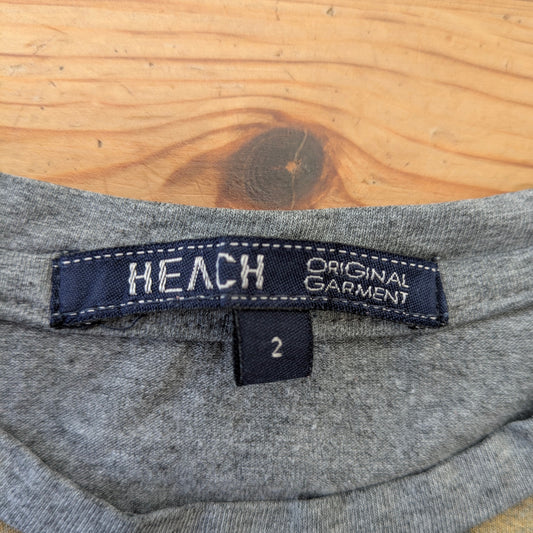 HEACH
ORIGINAL
GARMENT
2